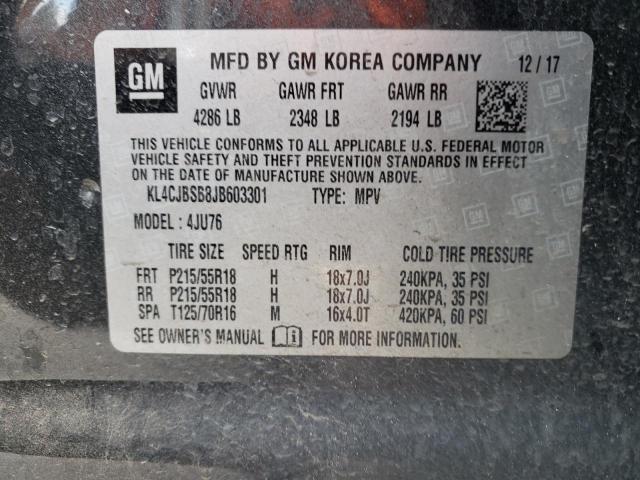 GM
MFD BY GM KOREA COMPANY 12/17
GVWR GAWR FRT GAWR RR
4286 LB 2348 LB 2194 LB
THIS VEHICLE CONFORMS TO ALL APPLICABLE U.S. FEDERAL MOTOR
VEHICLE SAFETY AND THEFT PREVENTION STANDARDS IN EFFECT
ON THE DATE OF MANUFACTURE SHOWN ABOVE.
KL4CJBSB8JB603301 TYPE: MPV
MODEL: 4JU76
TIRE SIZE SPEED RTG RIM COLD TIRE PRESSURE
FRT P215/55R18 H 18x7.0J 240KPA, 35 PSI
RR P215/55R18 H 18x7.0J 240KPA, 35 PSI
SPA T125/70R16 M 16x4.0T 420KPA, 60 PSI
SEE OWNER'S MANUAL FOR MORE INFORMATION.